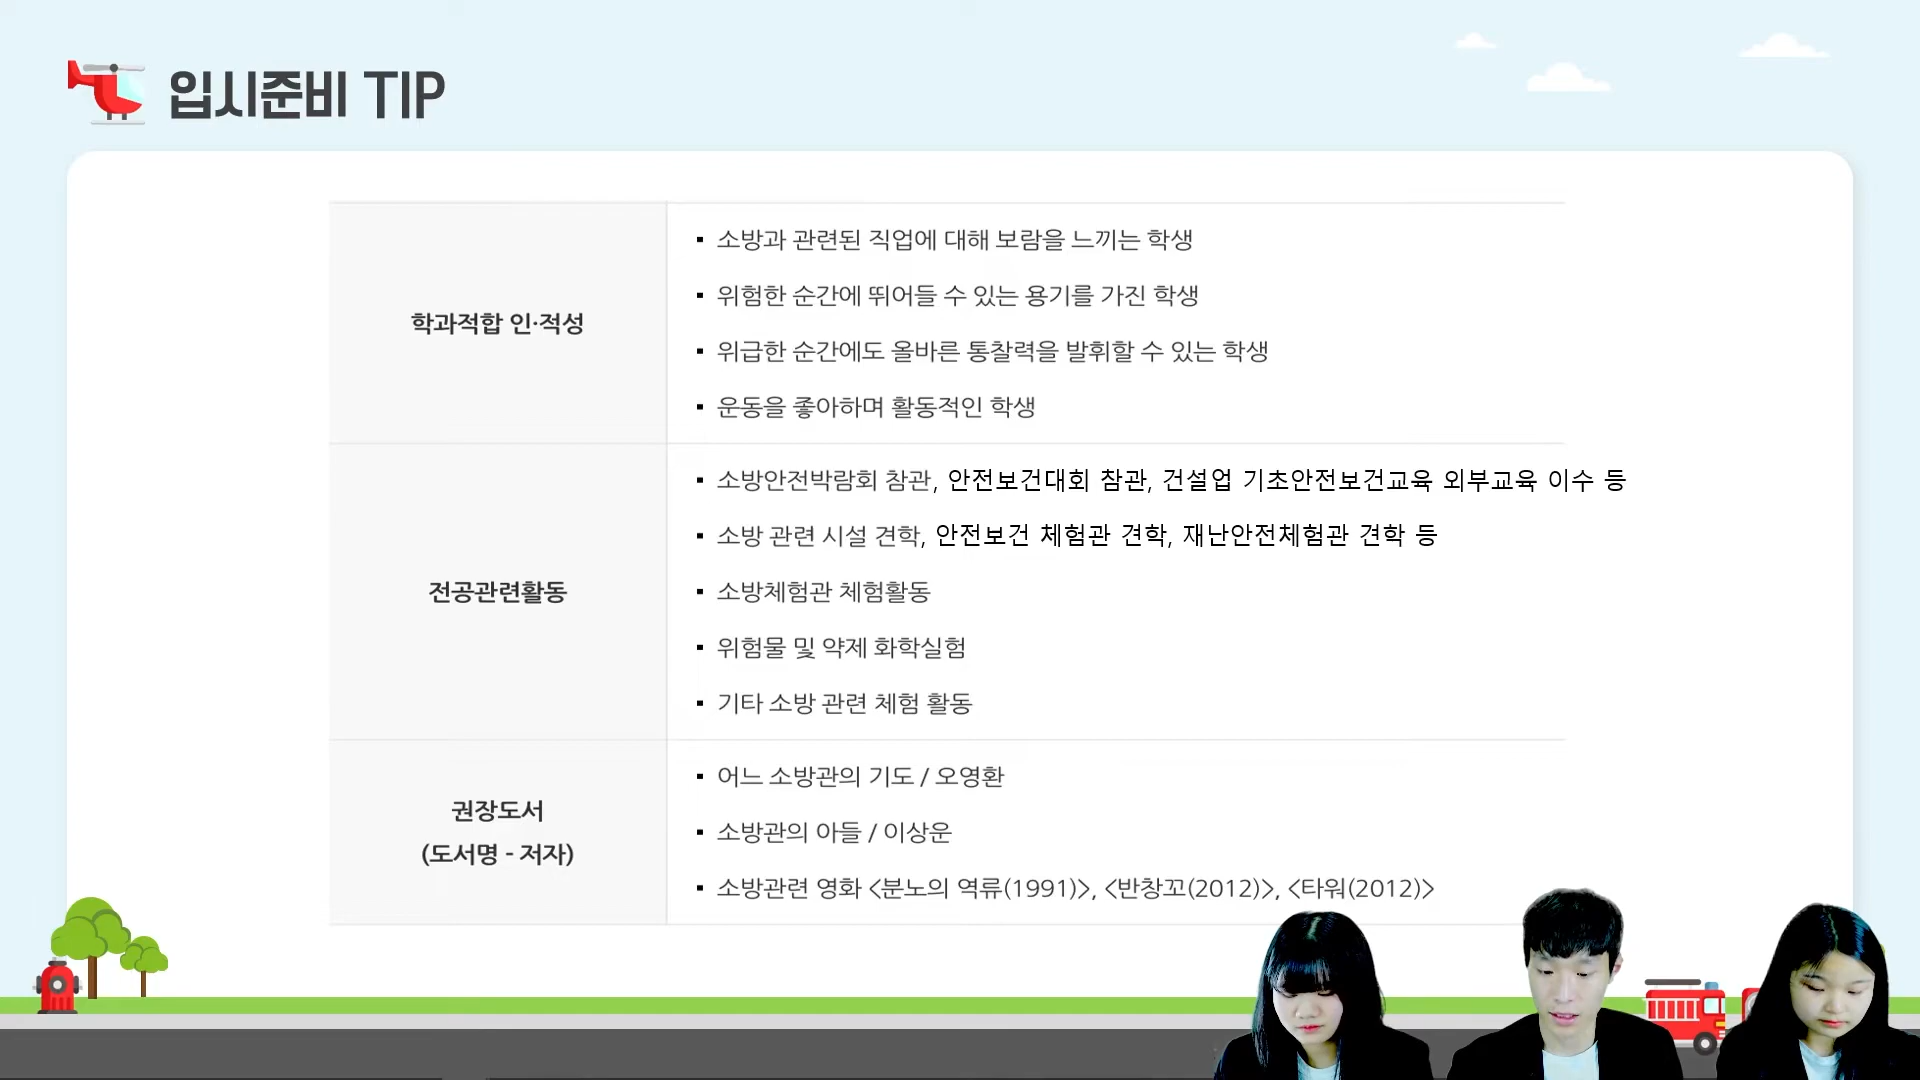 입시준비 TIP
학과적합 인·적성
▪ 소방과 관련된 직업에 대해 보람을 느끼는 학생
▪ 위험한 순간에 뛰어들 수 있는 용기를 가진 학생
▪ 위급한 순간에도 올바른 통찰력을 발휘할 수 있는 학생
▪ 운동을 좋아하며 활동적인 학생
전공관련활동
▪ 소방안전박람회 참관, 안전보건대회 참관, 건설업 기초안전보건교육 외부교육 이수 등
▪ 소방 관련 시설 견학, 안전보건 체험관 견학, 재난안전체험관 견학 등
▪ 소방체험관 체험활동
▪ 위험물 및 약제 화학실험
▪ 기타 소방 관련 체험 활동
권장도서
(도서명 - 저자)
▪ 어느 소방관의 기도 / 오영환
▪ 소방관의 아들 / 이상운
▪ 소방관련 영화 <분노의 역류(1991)>, <반창꼬(2012)>, <타워(2012)>